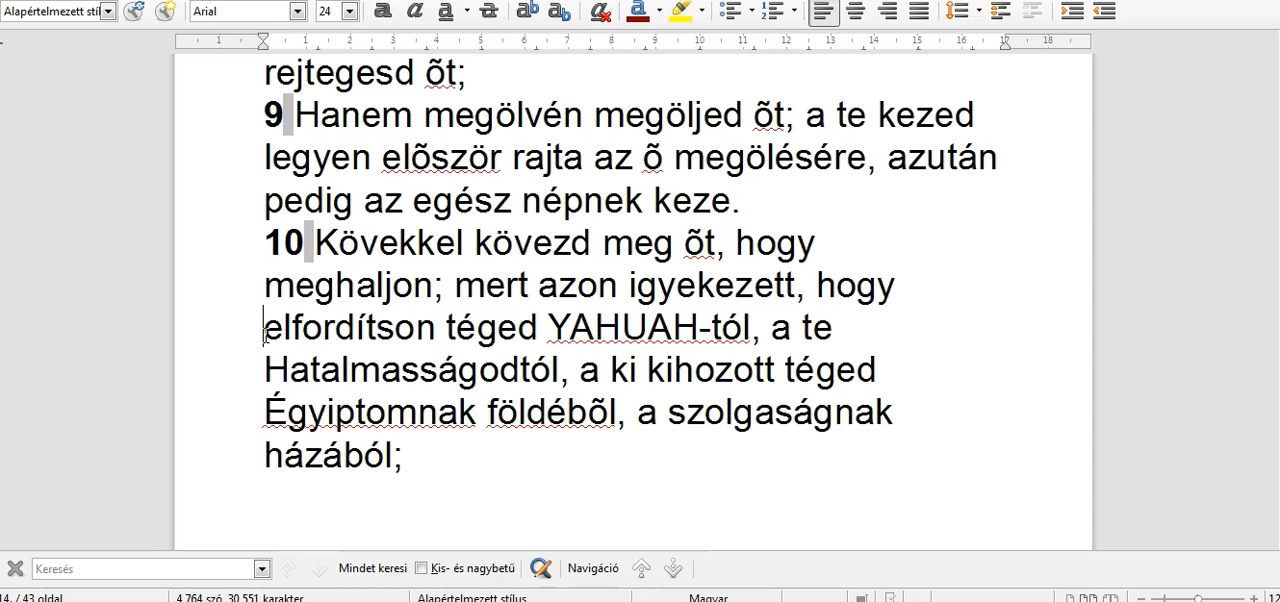 Alapértelmezett stíl Arial 24
1 1 2 3 4 5 6 7 8 9 10 11 12 13 14 15 16 17 18
rejtegesd õt;
9 Hanem megölvén megöljed õt; a te kezed
legyen elõször rajta az õ megölésére, azután
pedig az egész népnek keze.
10 Kövekkel kövezd meg õt, hogy
meghaljon; mert azon igyekezett, hogy
elfordítson téged YAHUAH-tól, a te
Hatalmasságodtól, a ki kihozott téged
Égyiptomnak földébõl, a szolgaságnak
házából;
Keresés Mindet keresi Kis- és nagybetű Navigáció
14. / 43 oldal 4 764 szó, 30 551 karakter Alapértelmezett stílus Magyar